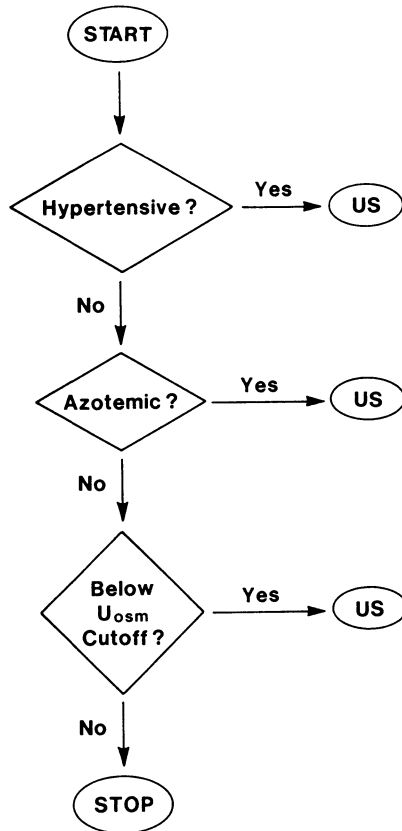 START
Hypertensive?
Yes
US
No
Azotemic?
Yes
US
No
Below
Uosm
Cutoff?
Yes
US
No
STOP